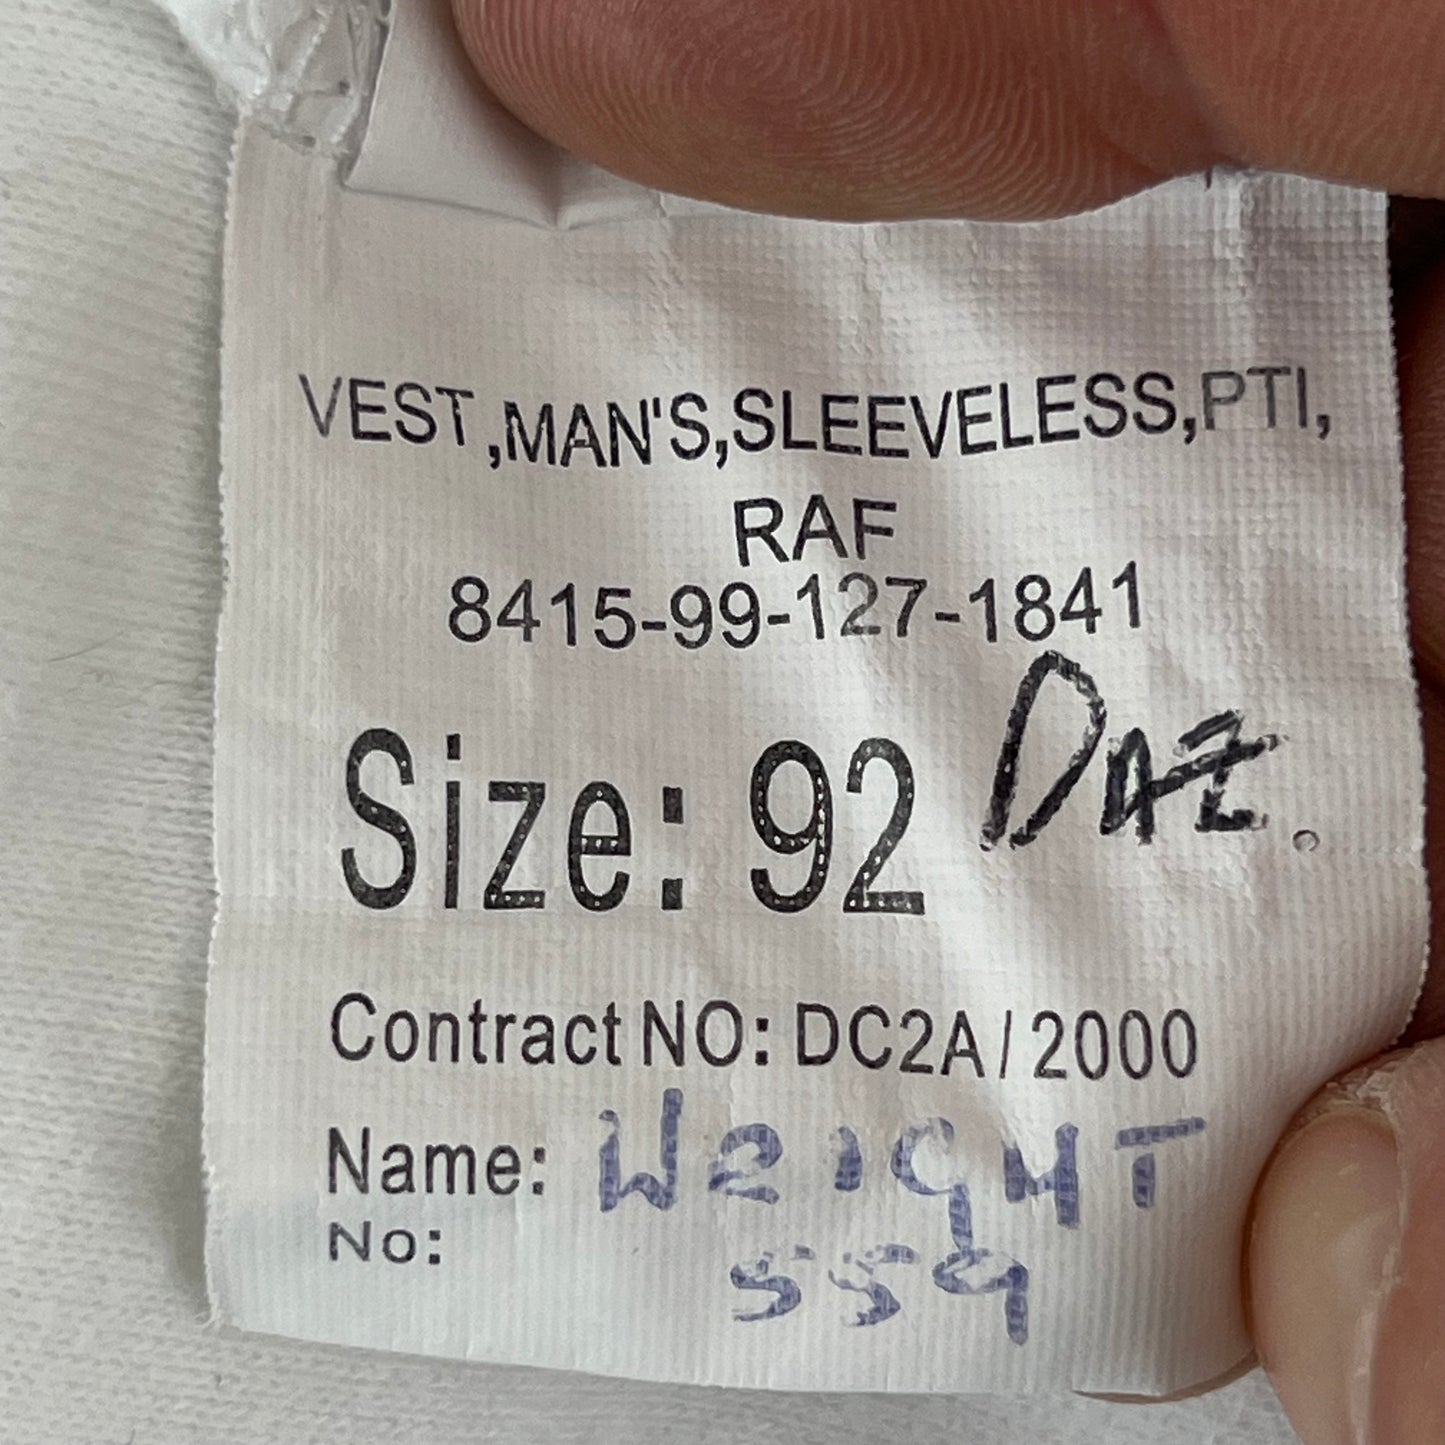 VEST,MAN'S,SLEEVELESS,PTI,
RAF
8415-99-127-1841
Size: 92 DAZ.
Contract NO: DC2A/2000
Name: WRIGHT
No: 559